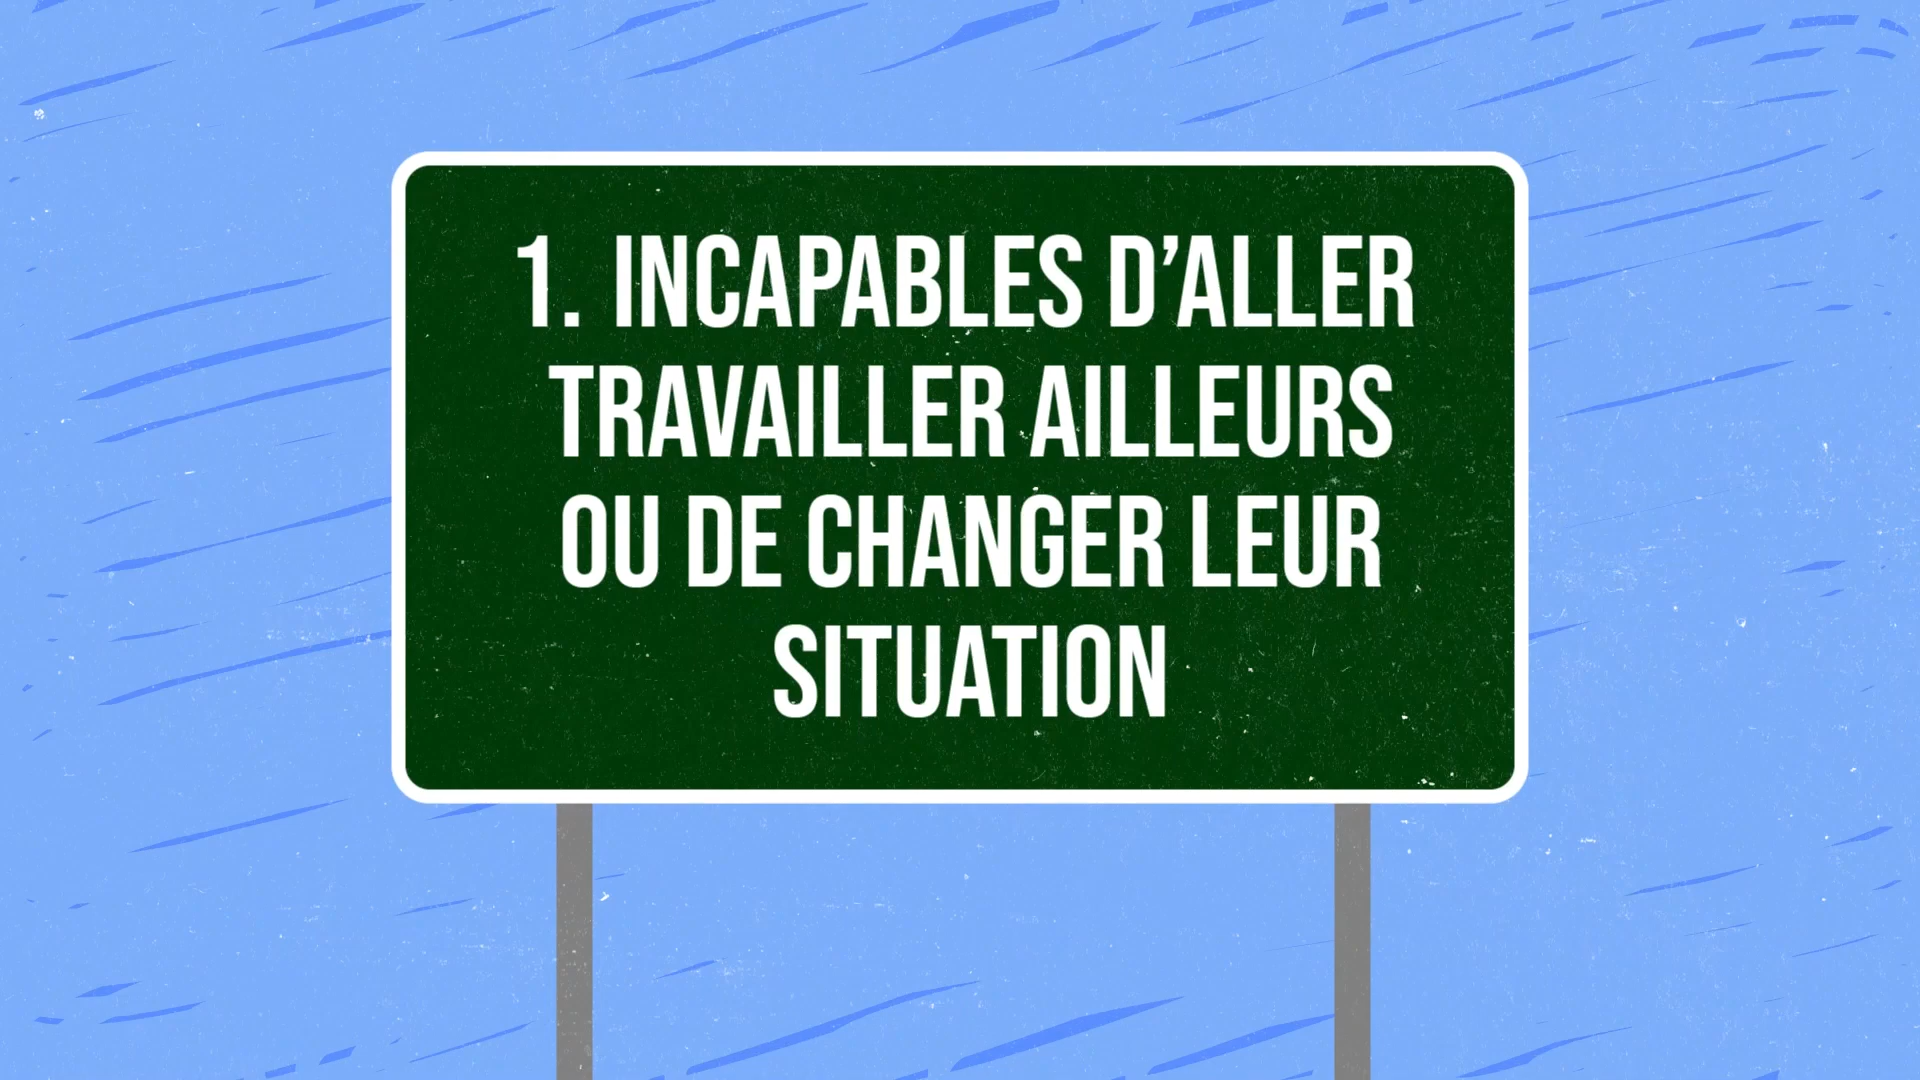 1. INCAPABLES D’ALLER
TRAVAILLER AILLEURS
OU DE CHANGER LEUR
SITUATION